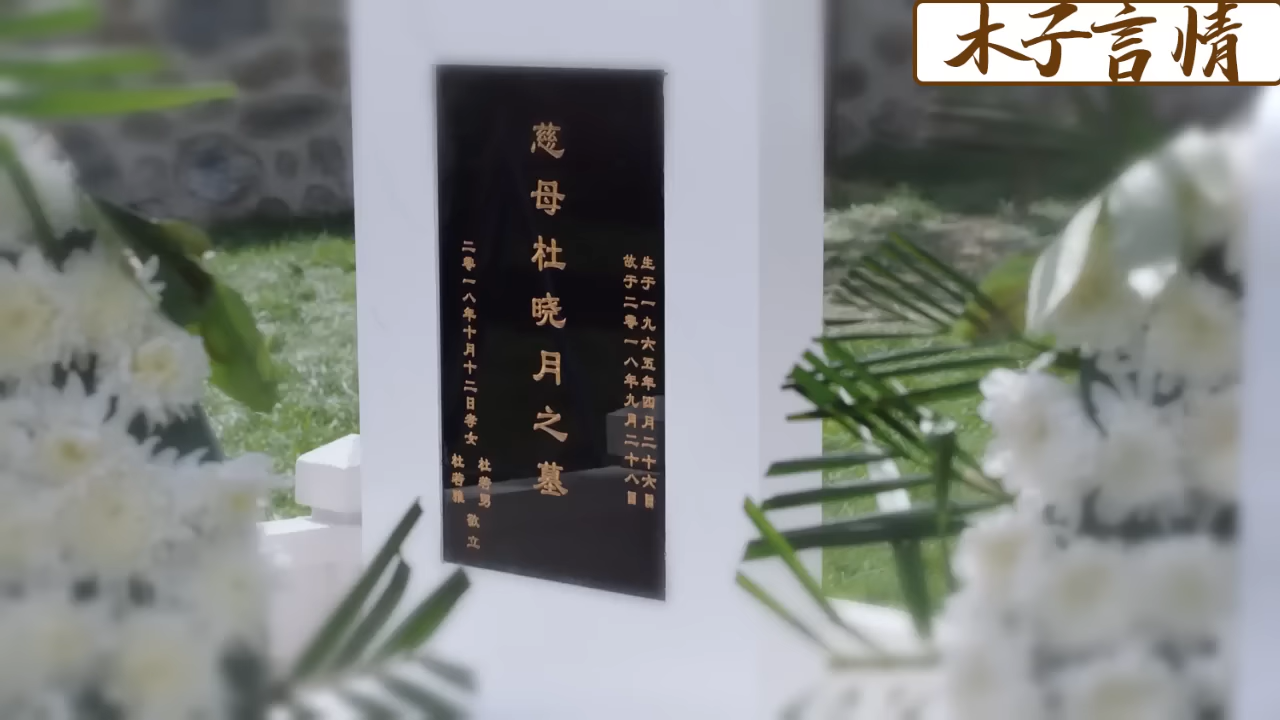 木子言情
生于一九六五年四月二十六日
故于二零一八年九月二十八日
慈母杜晓月之墓
二零一八年十月十二日孝女
杜若男
杜若雅
敬立